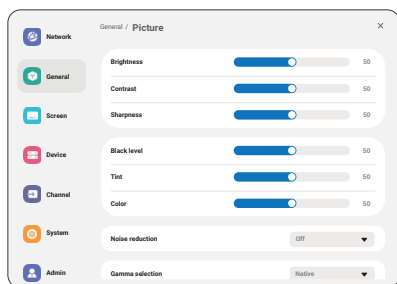 General / Picture
×
Network
General
Screen
Device
Channel
System
Admin
Brightness 50
Contrast 50
Sharpness 50
Black level 50
Tint 50
Color 50
Noise reduction Off
Gamma selection Native